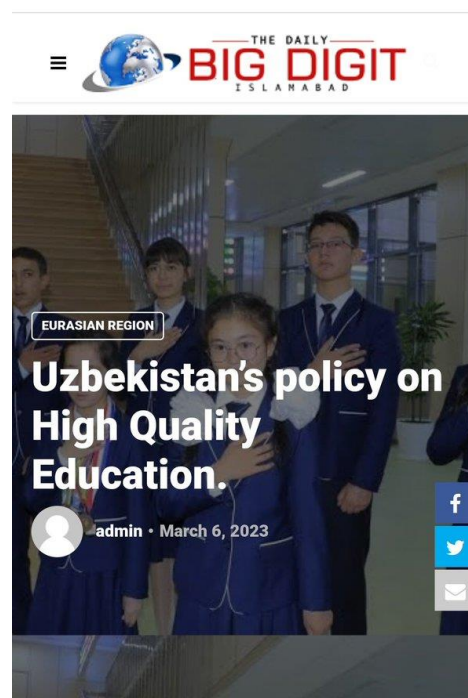 THE DAILY
BIG DIGIT
ISLAMABAD
EURASIAN REGION
Uzbekistan's policy on
High Quality
Education.
admin • March 6, 2023
f